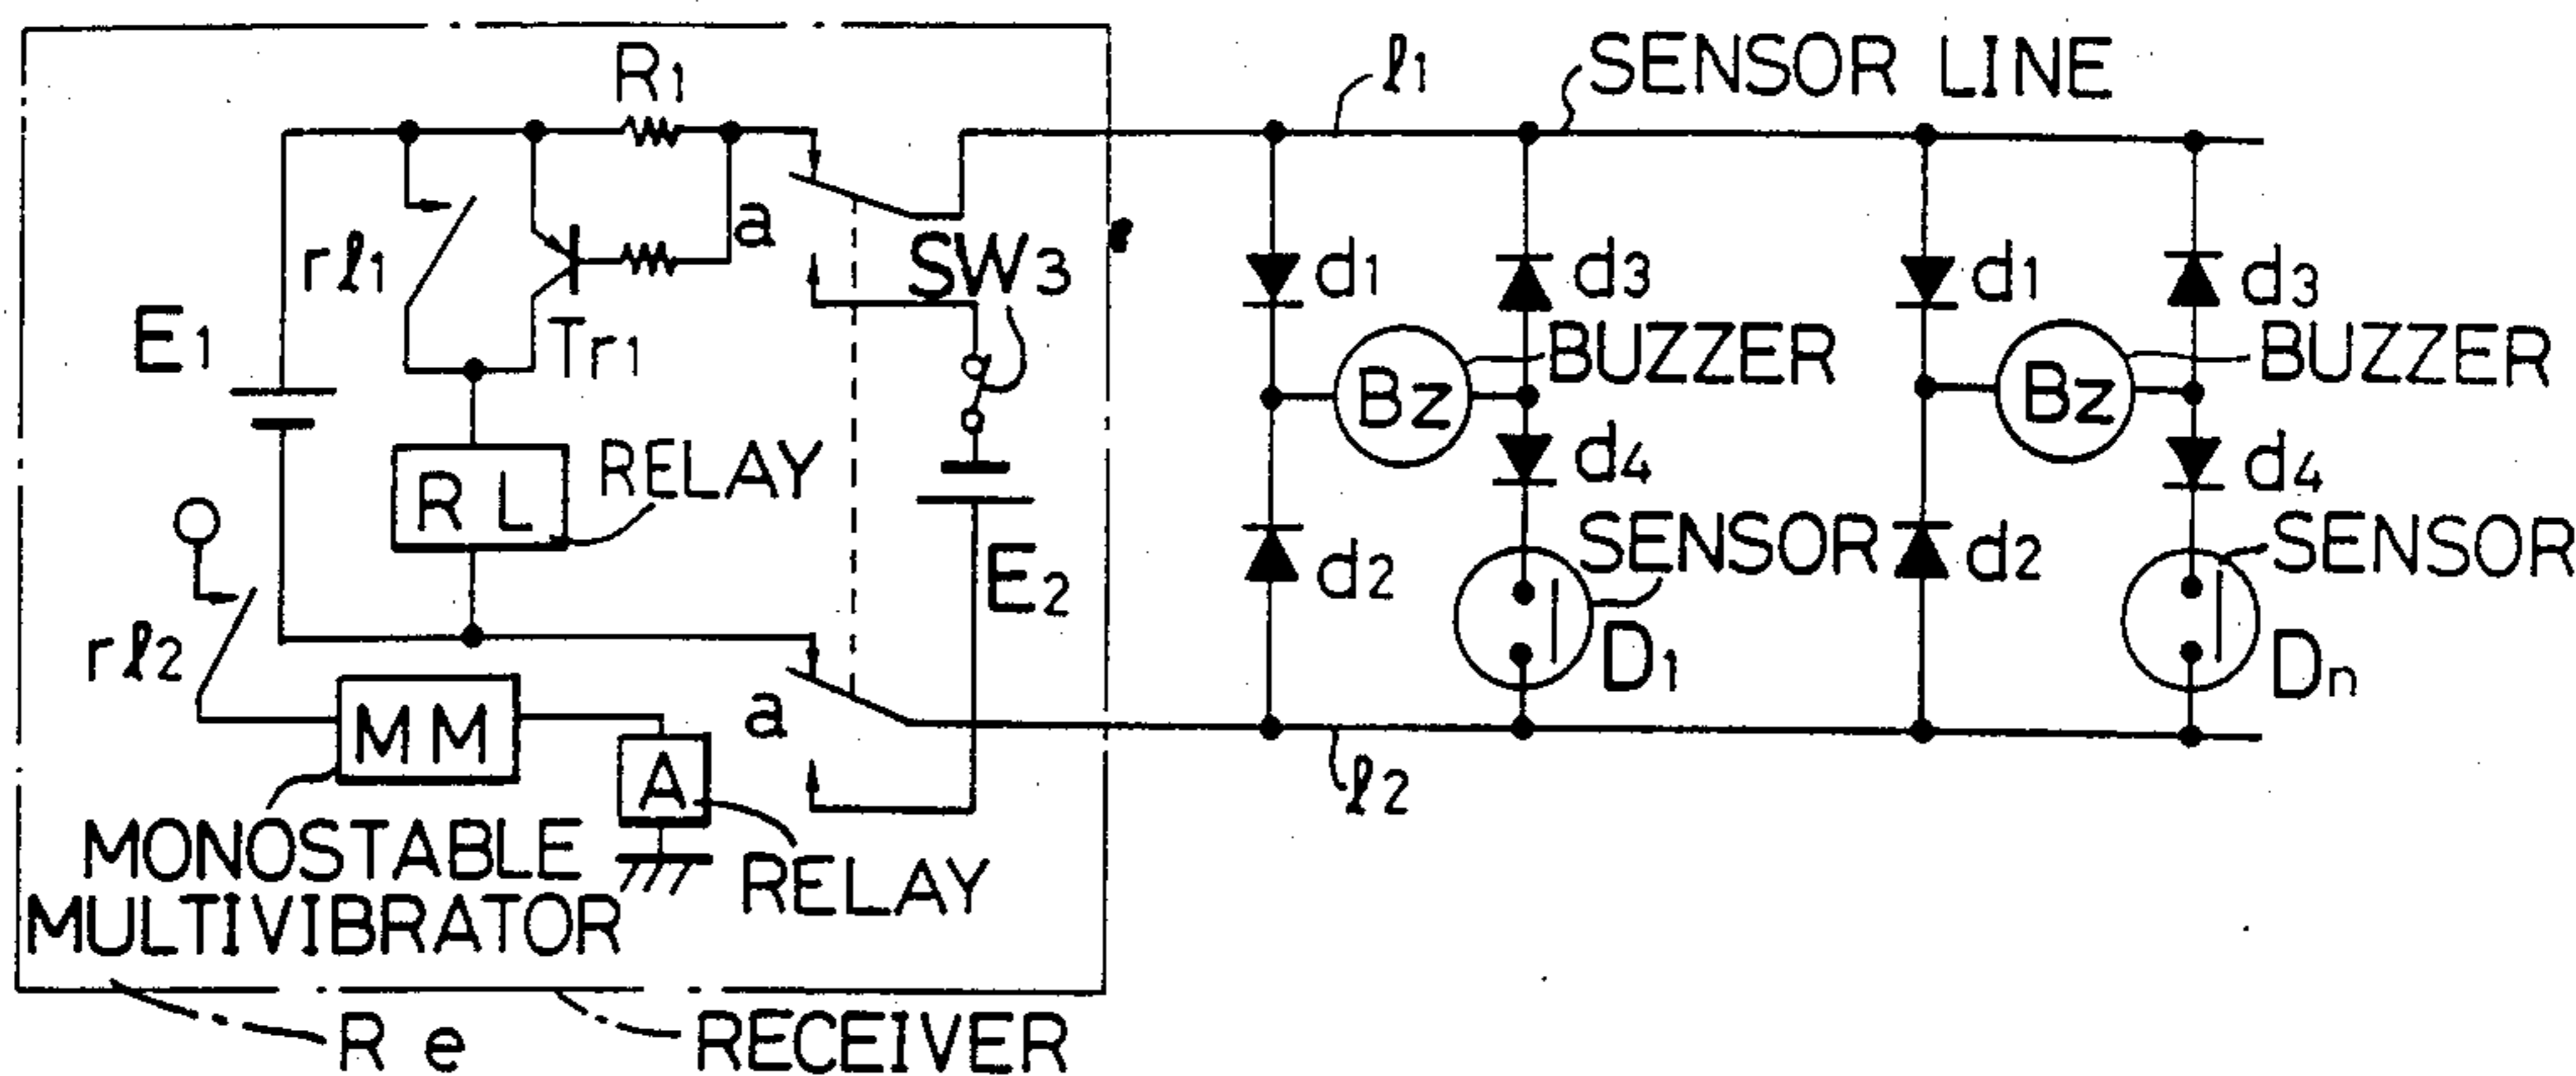 R1
ℓ1
SENSOR LINE
a
rℓ1
SW3
d1
d3
d1
d3
E1
Tr1
BUZZER
BUZZER
Bz
Bz
RELAY
RL
d4
d4
SENSOR
SENSOR
E2
d2
d2
rℓ2
D1
Dn
MM
a
A
ℓ2
MONOSTABLE
MULTIVIBRATOR
RELAY
Re
RECEIVER